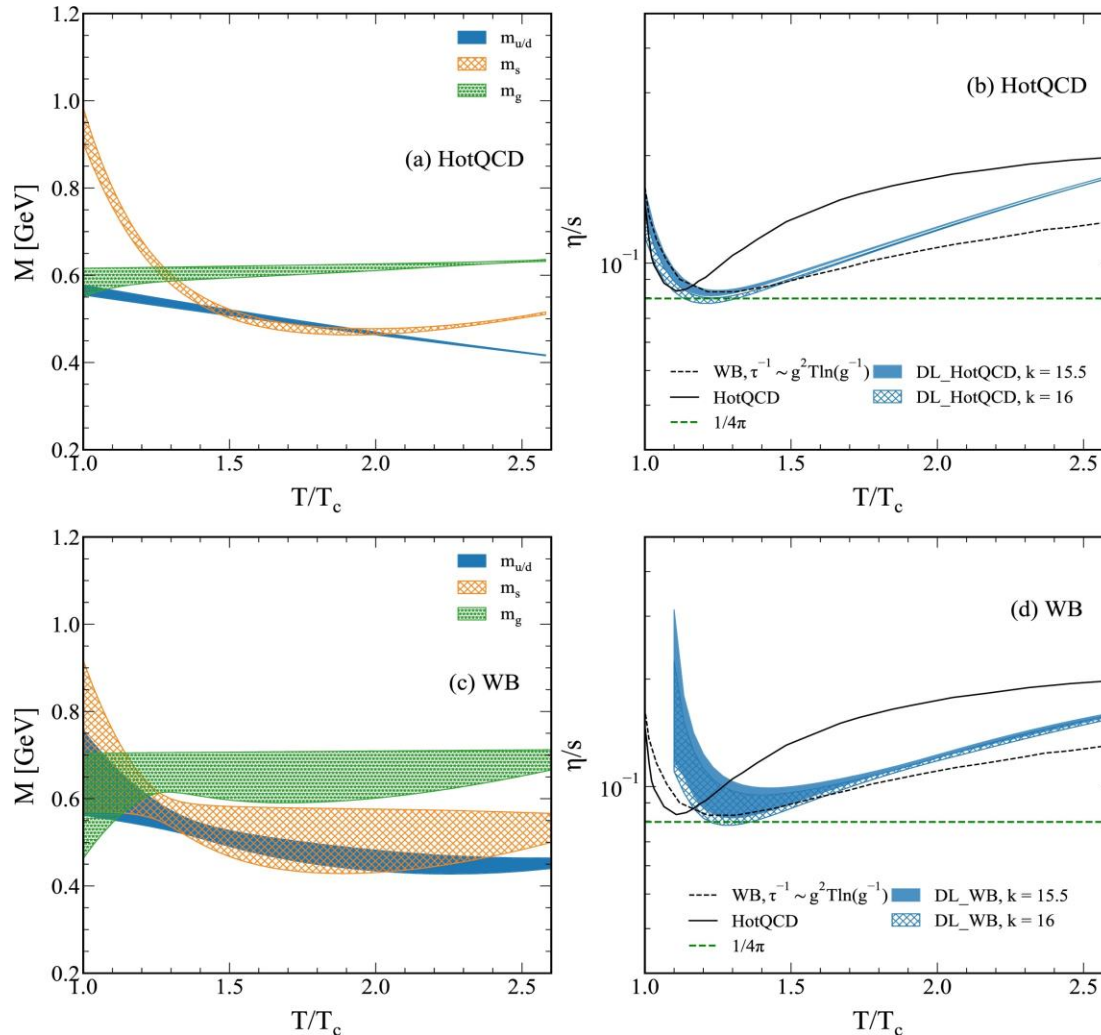 1.2
1.0
0.8
0.6
0.4
0.2
M [GeV]
m_{u/d}
m_s
m_g
(a) HotQCD
1.0 1.5 2.0 2.5
T/T_c
η/s
10^{-1}
(b) HotQCD
WB, τ^{-1} ~ g^2Tln(g^{-1})
HotQCD
1/4π
DL_HotQCD, k = 15.5
DL_HotQCD, k = 16
1.0 1.5 2.0 2.5
T/T_c
1.2
1.0
0.8
0.6
0.4
0.2
M [GeV]
m_{u/d}
m_s
m_g
(c) WB
1.0 1.5 2.0 2.5
T/T_c
η/s
10^{-1}
(d) WB
WB, τ^{-1} ~ g^2Tln(g^{-1})
HotQCD
1/4π
DL_WB, k = 15.5
DL_WB, k = 16
1.0 1.5 2.0 2.5
T/T_c